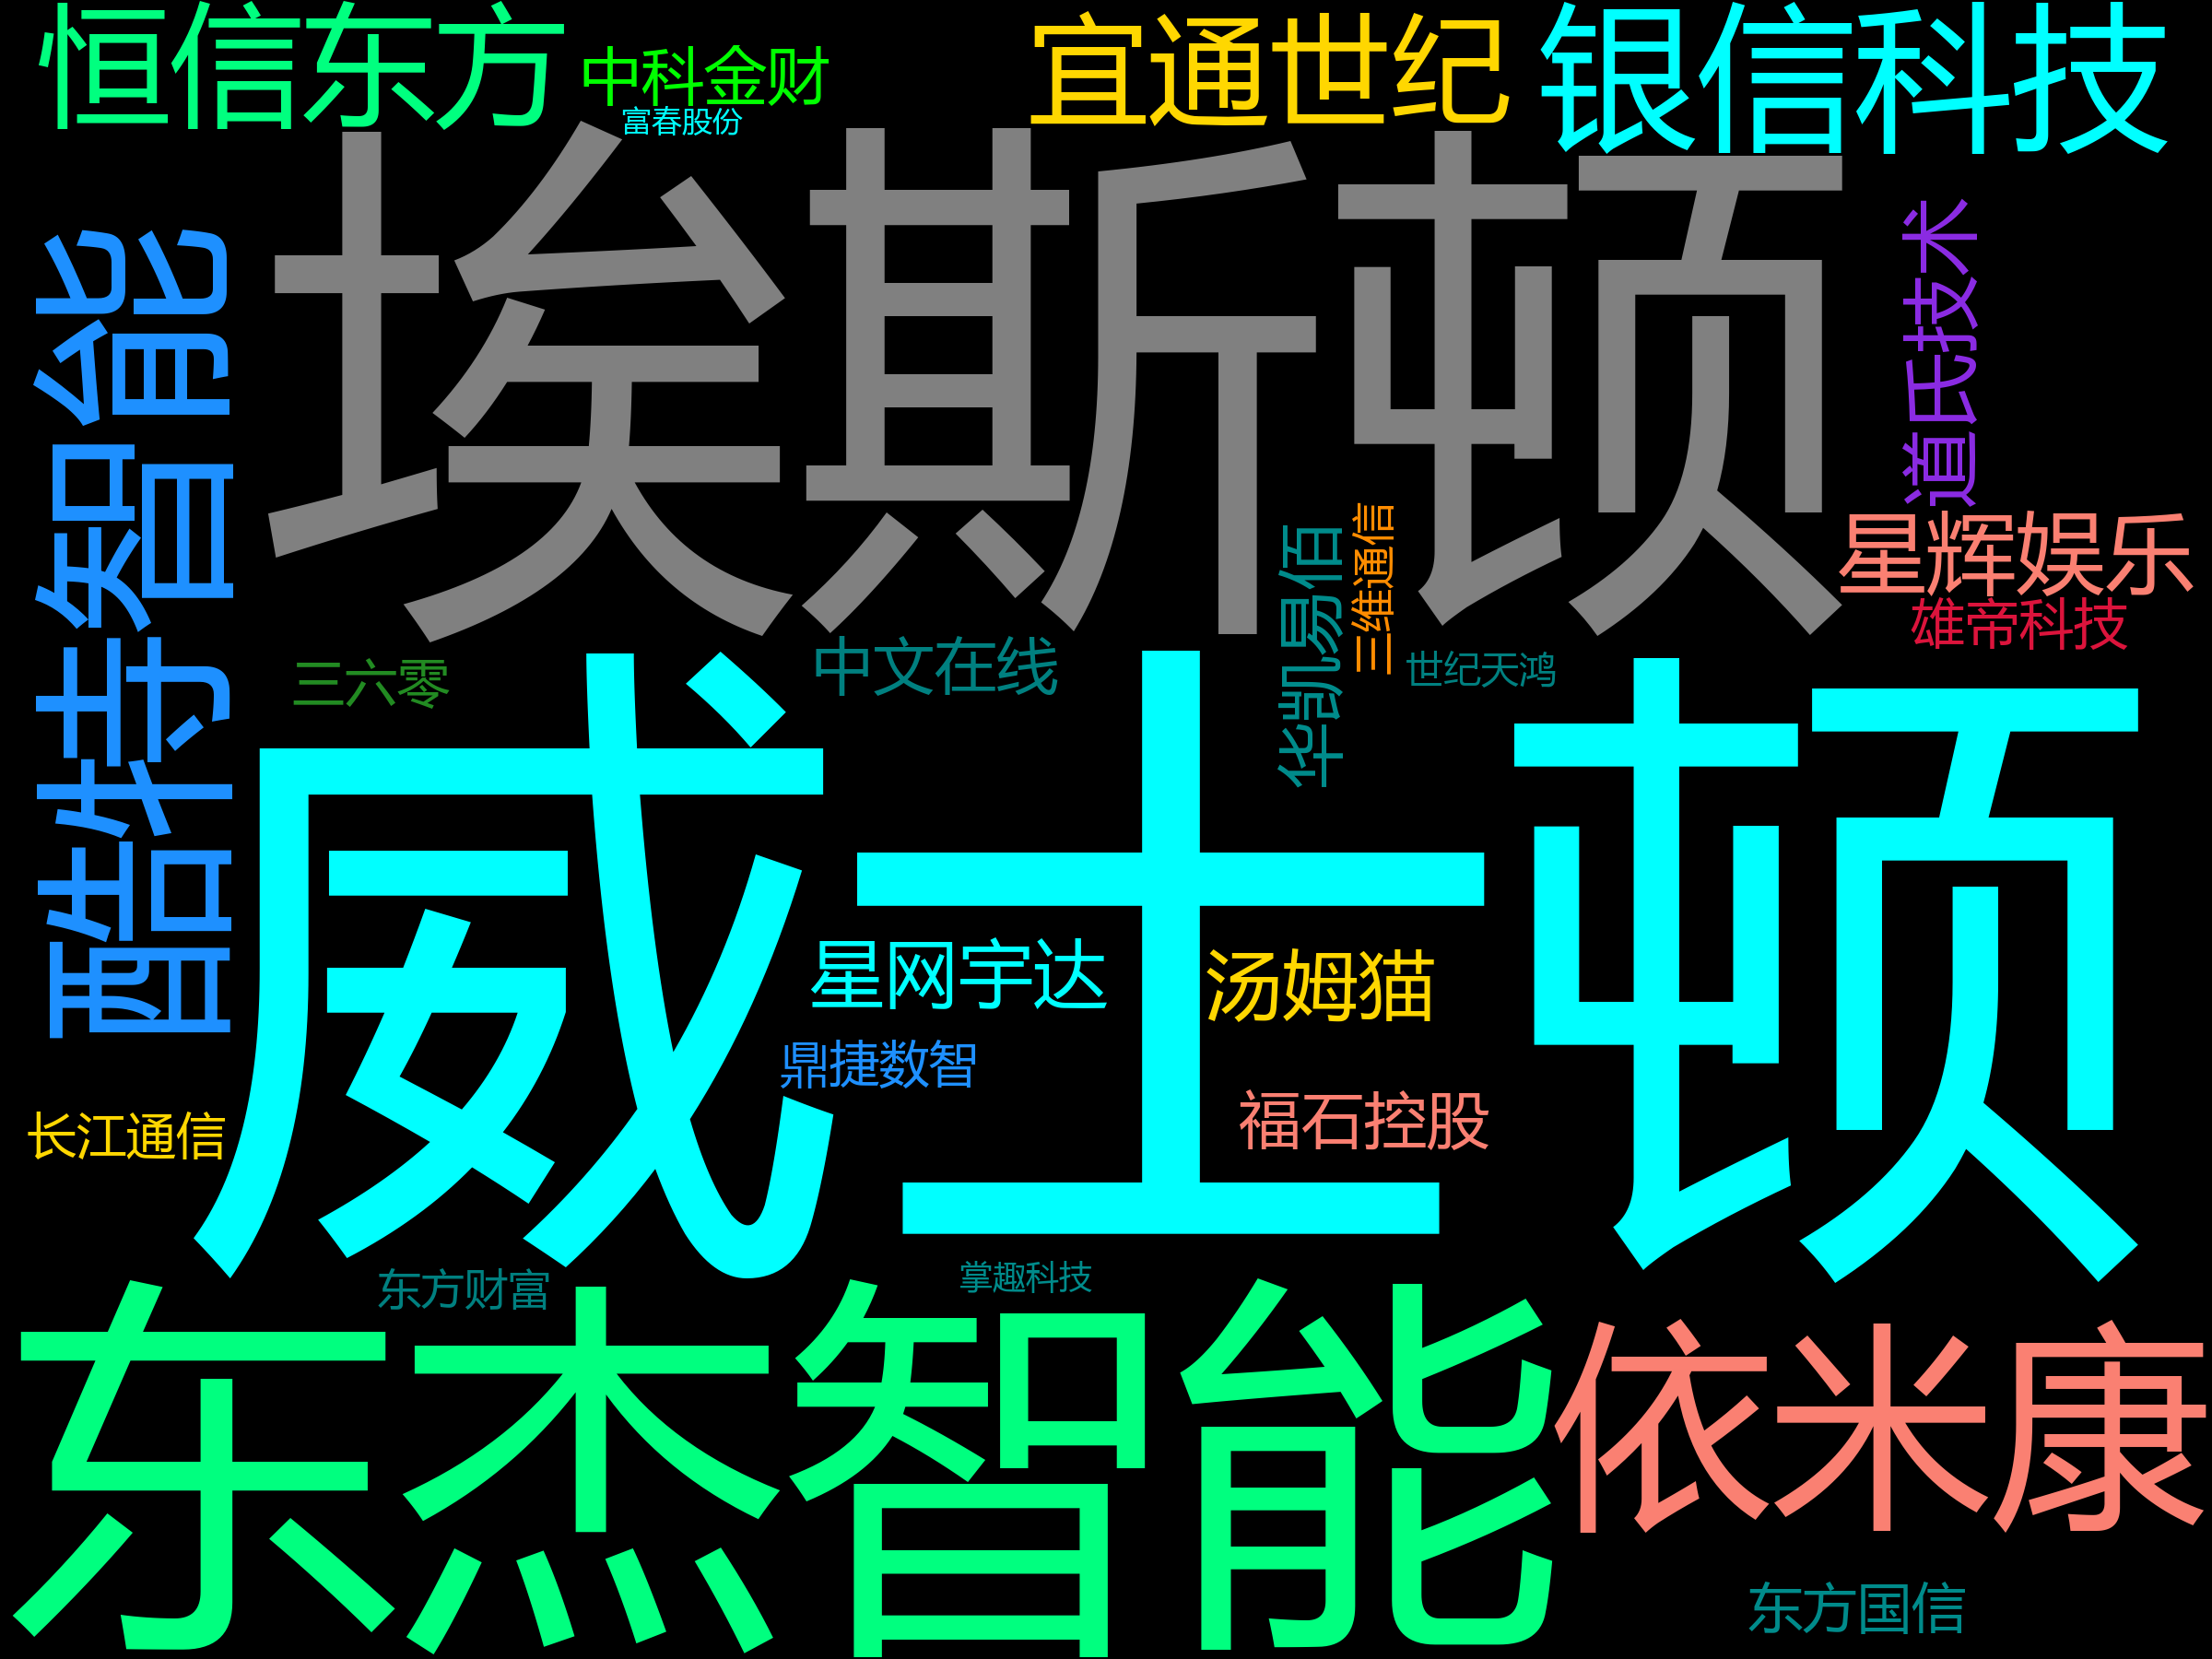 恒信东方
中科金财
富春股份
宜通世纪
银信科技
埃斯顿
道氏技术
星辉娱乐
维帝科技
酷特智能
三六零
中文在线
华凯易佰
三维通信
世纪天鸿
威士顿
星网宇达
汤姆猫
鼎捷数智
福石控股
长江通信
东方财富
掌趣科技
东杰智能
依米康
东方国信